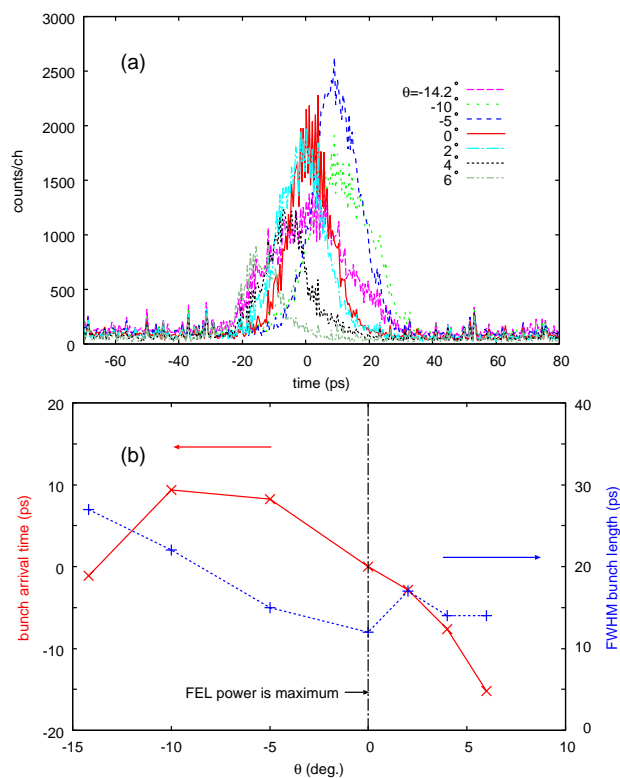 3000
2500
2000
1500
1000
500
0
counts/ch
(a)
θ=-14.2°
-10°
-5°
0°
2°
4°
6°
-60 -40 -20 0 20 40 60 80
time (ps)
20
10
0
-10
-20
bunch arrival time (ps)
(b)
40
30
20
10
0
FWHM bunch length (ps)
FEL power is maximum
-15 -10 -5 0 5 10
θ (deg.)